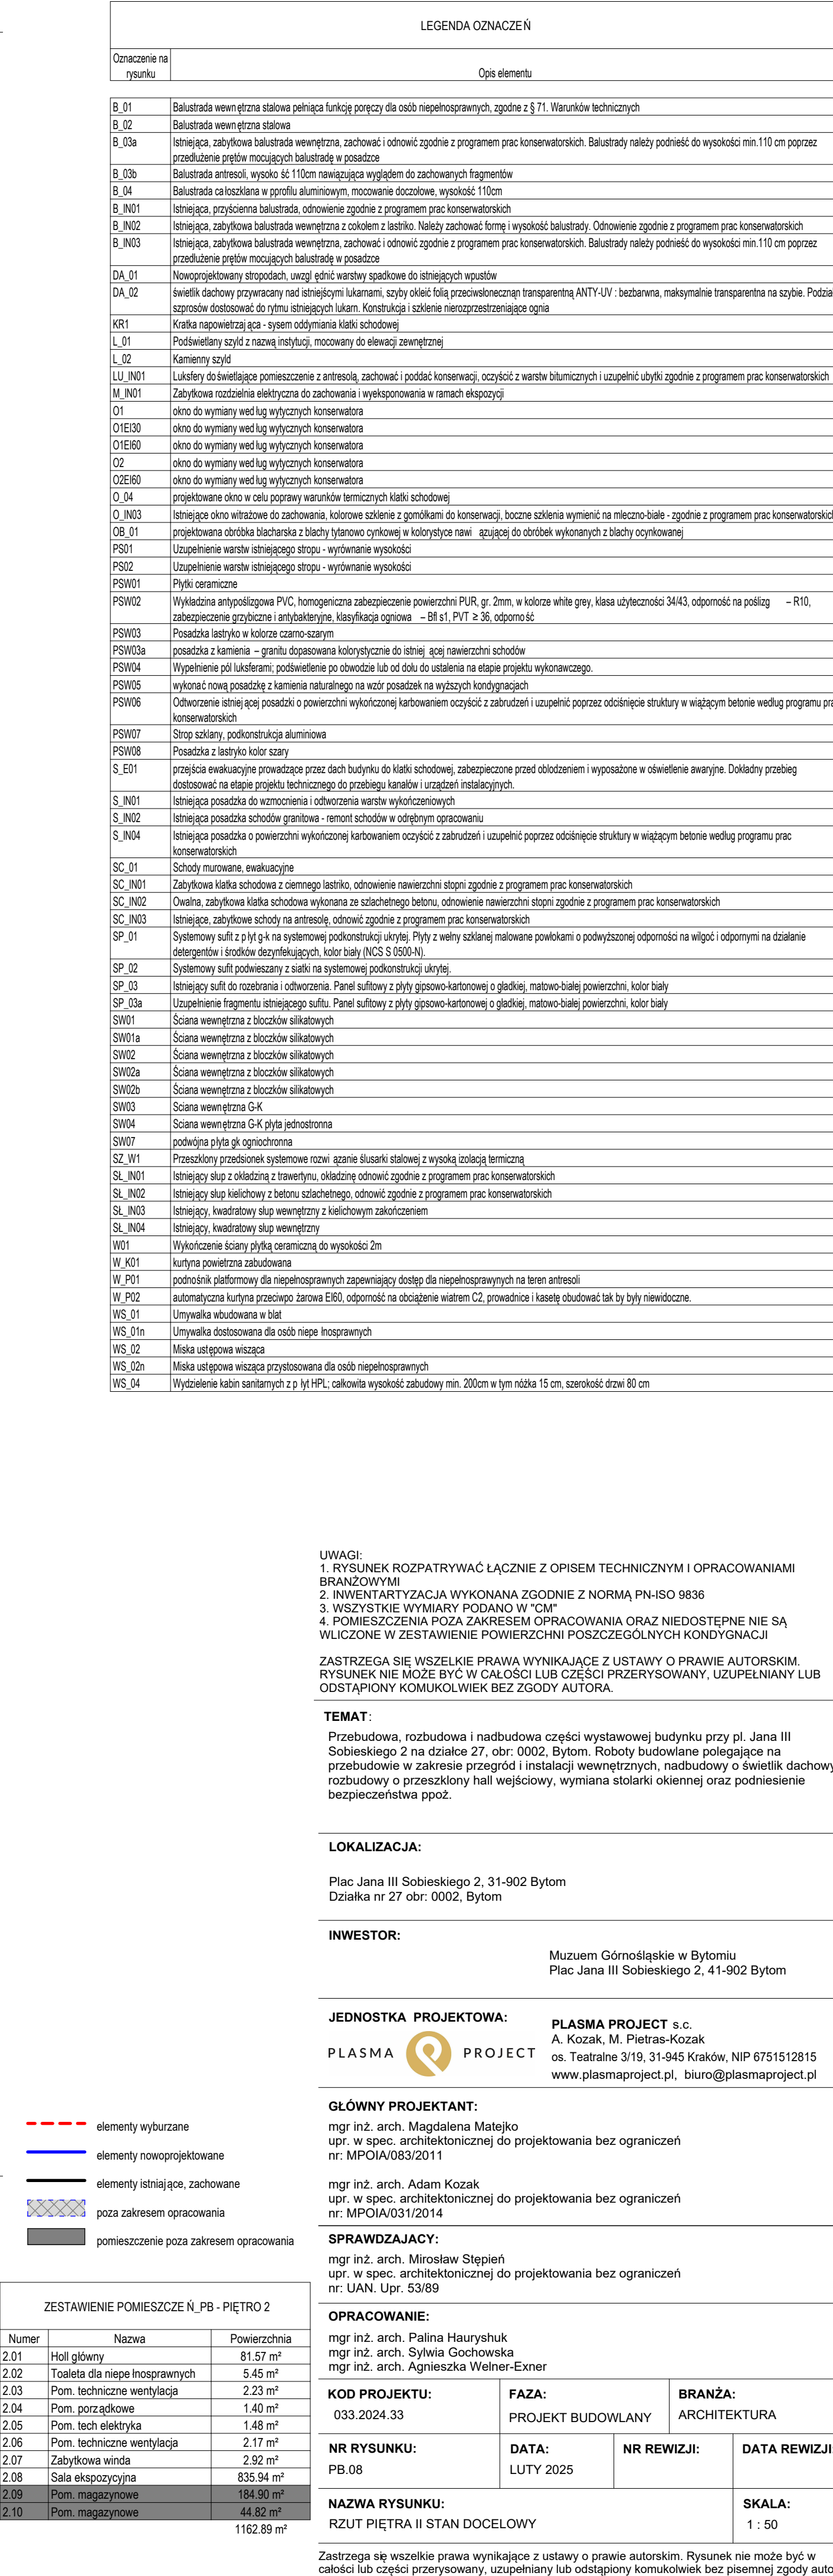 LEGENDA OZNACZEŃ
Oznaczenie na rysunku Opis elementu
B_01 Balustrada wewnętrzna stalowa pełniąca funkcję poręczy dla osób niepełnosprawnych, zgodne z § 71. Warunków technicznych
B_02 Balustrada wewnętrzna stalowa
B_03a Istniejąca, zabytkowa balustrada wewnętrzna, zachować i odnowić zgodnie z programem prac konserwatorskich. Balustrady należy podnieść do wysokości min.110 cm poprzez
przedłużenie prętów mocujących balustradę w posadzce
B_03b Balustrada antresoli, wysokość 110cm nawiązująca wyglądem do zachowanych fragmentów
B_04 Balustrada całoszklana w pprofilu aluminiowym, mocowanie doczołowe, wysokość 110cm
B_IN01 Istniejąca, przyścienna balustrada, odnowienie zgodnie z programem prac konserwatorskich
B_IN02 Istniejąca, zabytkowa balustrada wewnętrzna z cokołem z lastriko. Należy zachować formę i wysokość balustrady. Odnowienie zgodnie z programem prac konserwatorskich
B_IN03 Istniejąca, zabytkowa balustrada wewnętrzna, zachować i odnowić zgodnie z programem prac konserwatorskich. Balustrady należy podnieść do wysokości min.110 cm poprzez
przedłużenie prętów mocujących balustradę w posadzce
DA_01 Nowoprojektowany stropodach, uwzględnić warstwy spadkowe do istniejących wpustów
DA_02 świetlik dachowy przywracany nad istniejścymi lukarnami, szyby okleić folią przeciwsłonecznąn transparentną ANTY-UV : bezbarwna, maksymalnie transparentna na szybie. Podział
szprosów dostosować do rytmu istniejących lukarn. Konstrukcja i szklenie nierozprzestrzeniające ognia
KR1 Kratka napowietrzająca - sysem oddymiania klatki schodowej
L_01 Podświetlany szyld z nazwą instytucji, mocowany do elewacji zewnętrznej
L_02 Kamienny szyld
LU_IN01 Luksfery doświetlające pomieszczenie z antresolą, zachować i poddać konserwacji, oczyścić z warstw bitumicznych i uzupełnić ubytki zgodnie z programem prac konserwatorskich
M_IN01 Zabytkowa rozdzielnia elektryczna do zachowania i wyeksponowania w ramach ekspozycji
O1 okno do wymiany według wytycznych konserwatora
O1EI30 okno do wymiany według wytycznych konserwatora
O1EI60 okno do wymiany według wytycznych konserwatora
O2 okno do wymiany według wytycznych konserwatora
O2EI60 okno do wymiany według wytycznych konserwatora
O_04 projektowane okno w celu poprawy warunków termicznych klatki schodowej
O_IN03 Istniejące okno witrażowe do zachowania, kolorowe szklenie z gomółkami do konserwacji, boczne szklenia wymienić na mleczno-białe - zgodnie z programem prac konserwatorskich
OB_01 projektowana obróbka blacharska z blachy tytanowo cynkowej w kolorystyce nawiązującej do obróbek wykonanych z blachy ocynkowanej
PS01 Uzupełnienie warstw istniejącego stropu - wyrównanie wysokości
PS02 Uzupełnienie warstw istniejącego stropu - wyrównanie wysokości
PSW01 Płytki ceramiczne
PSW02 Wykładzina antypoślizgowa PVC, homogeniczna zabezpieczenie powierzchni PUR, gr. 2mm, w kolorze white grey, klasa użyteczności 34/43, odporność na poślizg – R10,
zabezpieczenie grzybiczne i antybakteryjne, klasyfikacja ogniowa – Bfl s1, PVT ≥ 36, odporność
PSW03 Posadzka lastryko w kolorze czarno-szarym
PSW03a posadzka z kamienia – granitu dopasowana kolorystycznie do istniejącej nawierzchni schodów
PSW04 Wypełnienie pól luksferami; podświetlenie po obwodzie lub od dołu do ustalenia na etapie projektu wykonawczego.
PSW05 wykonać nową posadzkę z kamienia naturalnego na wzór posadzek na wyższych kondygnacjach
PSW06 Odtworzenie istniejącej posadzki o powierzchni wykończonej karbowaniem oczyścić z zabrudzeń i uzupełnić poprzez odciśnięcie struktury w wiążącym betonie według programu prac
konserwatorskich
PSW07 Strop szklany, podkonstrukcja aluminiowa
PSW08 Posadzka z lastryko kolor szary
S_E01 przejścia ewakuacyjne prowadzące przez dach budynku do klatki schodowej, zabezpieczone przed oblodzeniem i wyposażone w oświetlenie awaryjne. Dokładny przebieg
dostosować na etapie projektu technicznego do przebiegu kanałów i urządzeń instalacyjnych.
S_IN01 Istniejąca posadzka do wzmocnienia i odtworzenia warstw wykończeniowych
S_IN02 Istniejąca posadzka schodów granitowa - remont schodów w odrębnym opracowaniu
S_IN04 Istniejąca posadzka o powierzchni wykończonej karbowaniem oczyścić z zabrudzeń i uzupełnić poprzez odciśnięcie struktury w wiążącym betonie według programu prac
konserwatorskich
SC_01 Schody murowane, ewakuacyjne
SC_IN01 Zabytkowa klatka schodowa z ciemnego lastriko, odnowienie nawierzchni stopni zgodnie z programem prac konserwatorskich
SC_IN02 Owalna, zabytkowa klatka schodowa wykonana ze szlachetnego betonu, odnowienie nawierzchni stopni zgodnie z programem prac konserwatorskich
SC_IN03 Istniejące, zabytkowe schody na antresolę, odnowić zgodnie z programem prac konserwatorskich
SP_01 Systemowy sufit z płyt g-k na systemowej podkonstrukcji ukrytej. Płyty z wełny szklanej malowane powłokami o podwyższonej odporności na wilgoć i odpornymi na działanie
detergentów i środków dezynfekujących, kolor biały (NCS S 0500-N).
SP_02 Systemowy sufit podwieszany z siatki na systemowej podkonstrukcji ukrytej.
SP_03 Istniejący sufit do rozebrania i odtworzenia. Panel sufitowy z płyty gipsowo-kartonowej o gładkiej, matowo-białej powierzchni, kolor biały
SP_03a Uzupełnienie fragmentu istniejącego sufitu. Panel sufitowy z płyty gipsowo-kartonowej o gładkiej, matowo-białej powierzchni, kolor biały
SW01 Ściana wewnętrzna z bloczków silikatowych
SW01a Ściana wewnętrzna z bloczków silikatowych
SW02 Ściana wewnętrzna z bloczków silikatowych
SW02a Ściana wewnętrzna z bloczków silikatowych
SW02b Ściana wewnętrzna z bloczków silikatowych
SW03 Sciana wewnętrzna G-K
SW04 Sciana wewnętrzna G-K płyta jednostronna
SW07 podwójna płyta gk ogniochronna
SZ_W1 Przeszklony przedsionek systemowe rozwiązanie ślusarki stalowej z wysoką izolacją termiczną
SŁ_IN01 Istniejący słup z okładziną z trawertynu, okładzinę odnowić zgodnie z programem prac konserwatorskich
SŁ_IN02 Istniejący słup kielichowy z betonu szlachetnego, odnowić zgodnie z programem prac konserwatorskich
SŁ_IN03 Istniejący, kwadratowy słup wewnętrzny z kielichowym zakończeniem
SŁ_IN04 Istniejący, kwadratowy słup wewnętrzny
W01 Wykończenie ściany płytką ceramiczną do wysokości 2m
W_K01 kurtyna powietrzna zabudowana
W_P01 podnośnik platformowy dla niepełnosprawnych zapewniający dostęp dla niepełnosprawynych na teren antresoli
W_P02 automatyczna kurtyna przeciwpożarowa EI60, odporność na obciążenie wiatrem C2, prowadnice i kasetę obudować tak by były niewidoczne.
WS_01 Umywalka wbudowana w blat
WS_01n Umywalka dostosowana dla osób niepełnosprawnych
WS_02 Miska ustępowa wisząca
WS_02n Miska ustępowa wisząca przystosowana dla osób niepełnosprawnych
WS_04 Wydzielenie kabin sanitarnych z płyt HPL; całkowita wysokość zabudowy min. 200cm w tym nóżka 15 cm, szerokość drzwi 80 cm
UWAGI:
1. RYSUNEK ROZPATRYWAĆ ŁĄCZNIE Z OPISEM TECHNICZNYM I OPRACOWANIAMI
BRANŻOWYMI
2. INWENTARTYZACJA WYKONANA ZGODNIE Z NORMĄ PN-ISO 9836
3. WSZYSTKIE WYMIARY PODANO W "CM"
4. POMIESZCZENIA POZA ZAKRESEM OPRACOWANIA ORAZ NIEDOSTĘPNE NIE SĄ
WLICZONE W ZESTAWIENIE POWIERZCHNI POSZCZEGÓLNYCH KONDYGNACJI
ZASTRZEGA SIĘ WSZELKIE PRAWA WYNIKAJĄCE Z USTAWY O PRAWIE AUTORSKIM.
RYSUNEK NIE MOŻE BYĆ W CAŁOŚCI LUB CZĘŚCI PRZERYSOWANY, UZUPEŁNIANY LUB
ODSTĄPIONY KOMUKOLWIEK BEZ ZGODY AUTORA.
TEMAT:
Przebudowa, rozbudowa i nadbudowa części wystawowej budynku przy pl. Jana III
Sobieskiego 2 na działce 27, obr: 0002, Bytom. Roboty budowlane polegające na
przebudowie w zakresie przegród i instalacji wewnętrznych, nadbudowy o świetlik dachowy
rozbudowy o przeszklony hall wejściowy, wymiana stolarki okiennej oraz podniesienie
bezpieczeństwa ppoż.
LOKALIZACJA:
Plac Jana III Sobieskiego 2, 31-902 Bytom
Działka nr 27 obr: 0002, Bytom
INWESTOR:
Muzuem Górnośląskie w Bytomiu
Plac Jana III Sobieskiego 2, 41-902 Bytom
JEDNOSTKA PROJEKTOWA:
PLASMA PROJECT
PLASMA PROJECT s.c.
A. Kozak, M. Pietras-Kozak
os. Teatralne 3/19, 31-945 Kraków, NIP 6751512815
www.plasmaproject.pl, biuro@plasmaproject.pl
GŁÓWNY PROJEKTANT:
mgr inż. arch. Magdalena Matejko
upr. w spec. architektonicznej do projektowania bez ograniczeń
nr: MPOIA/083/2011
mgr inż. arch. Adam Kozak
upr. w spec. architektonicznej do projektowania bez ograniczeń
nr: MPOIA/031/2014
SPRAWDZAJACY:
mgr inż. arch. Mirosław Stępień
upr. w spec. architektonicznej do projektowania bez ograniczeń
nr: UAN. Upr. 53/89
OPRACOWANIE:
mgr inż. arch. Palina Hauryshuk
mgr inż. arch. Sylwia Gochowska
mgr inż. arch. Agnieszka Welner-Exner
KOD PROJEKTU: FAZA: BRANŻA:
033.2024.33 PROJEKT BUDOWLANY ARCHITEKTURA
NR RYSUNKU: DATA: NR REWIZJI: DATA REWIZJI:
PB.08 LUTY 2025
NAZWA RYSUNKU: SKALA:
RZUT PIĘTRA II STAN DOCELOWY 1 : 50
Zastrzega się wszelkie prawa wynikające z ustawy o prawie autorskim. Rysunek nie może być w
całości lub części przerysowany, uzupełniany lub odstąpiony komukolwiek bez pisemnej zgody auto
elementy wyburzane
elementy nowoprojektowane
elementy istniające, zachowane
poza zakresem opracowania
pomieszczenie poza zakresem opracowania
ZESTAWIENIE POMIESZCZEŃ_PB - PIĘTRO 2
Numer Nazwa Powierzchnia
2.01 Holl główny 81.57 m²
2.02 Toaleta dla niepełnosprawnych 5.45 m²
2.03 Pom. techniczne wentylacja 2.23 m²
2.04 Pom. porządkowe 1.40 m²
2.05 Pom. tech elektryka 1.48 m²
2.06 Pom. techniczne wentylacja 2.17 m²
2.07 Zabytkowa winda 2.92 m²
2.08 Sala ekspozycyjna 835.94 m²
2.09 Pom. magazynowe 184.90 m²
2.10 Pom. magazynowe 44.82 m²
1162.89 m²